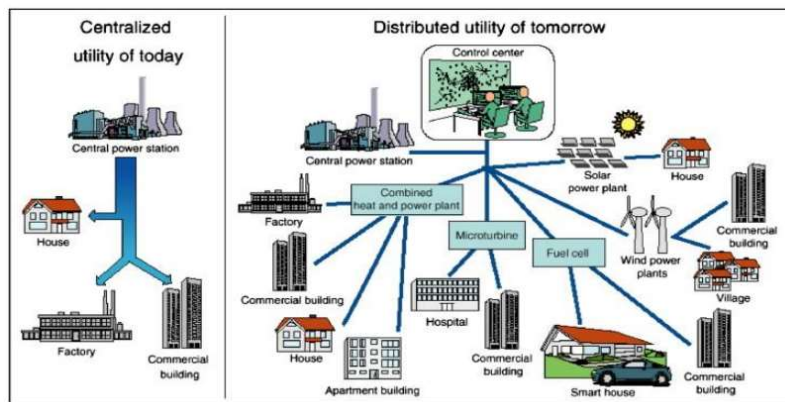 Centralized
utility of today
Central power station
House
Factory
Commercial
building
Distributed utility of tomorrow
Control center
Central power station
Solar
power plant
House
Combined
heat and power plant
Factory
Microturbine
Fuel cell
Wind power
plants
Commercial
building
Village
Commercial building
House
Apartment building
Hospital
Commercial
building
Smart house
Commercial
building